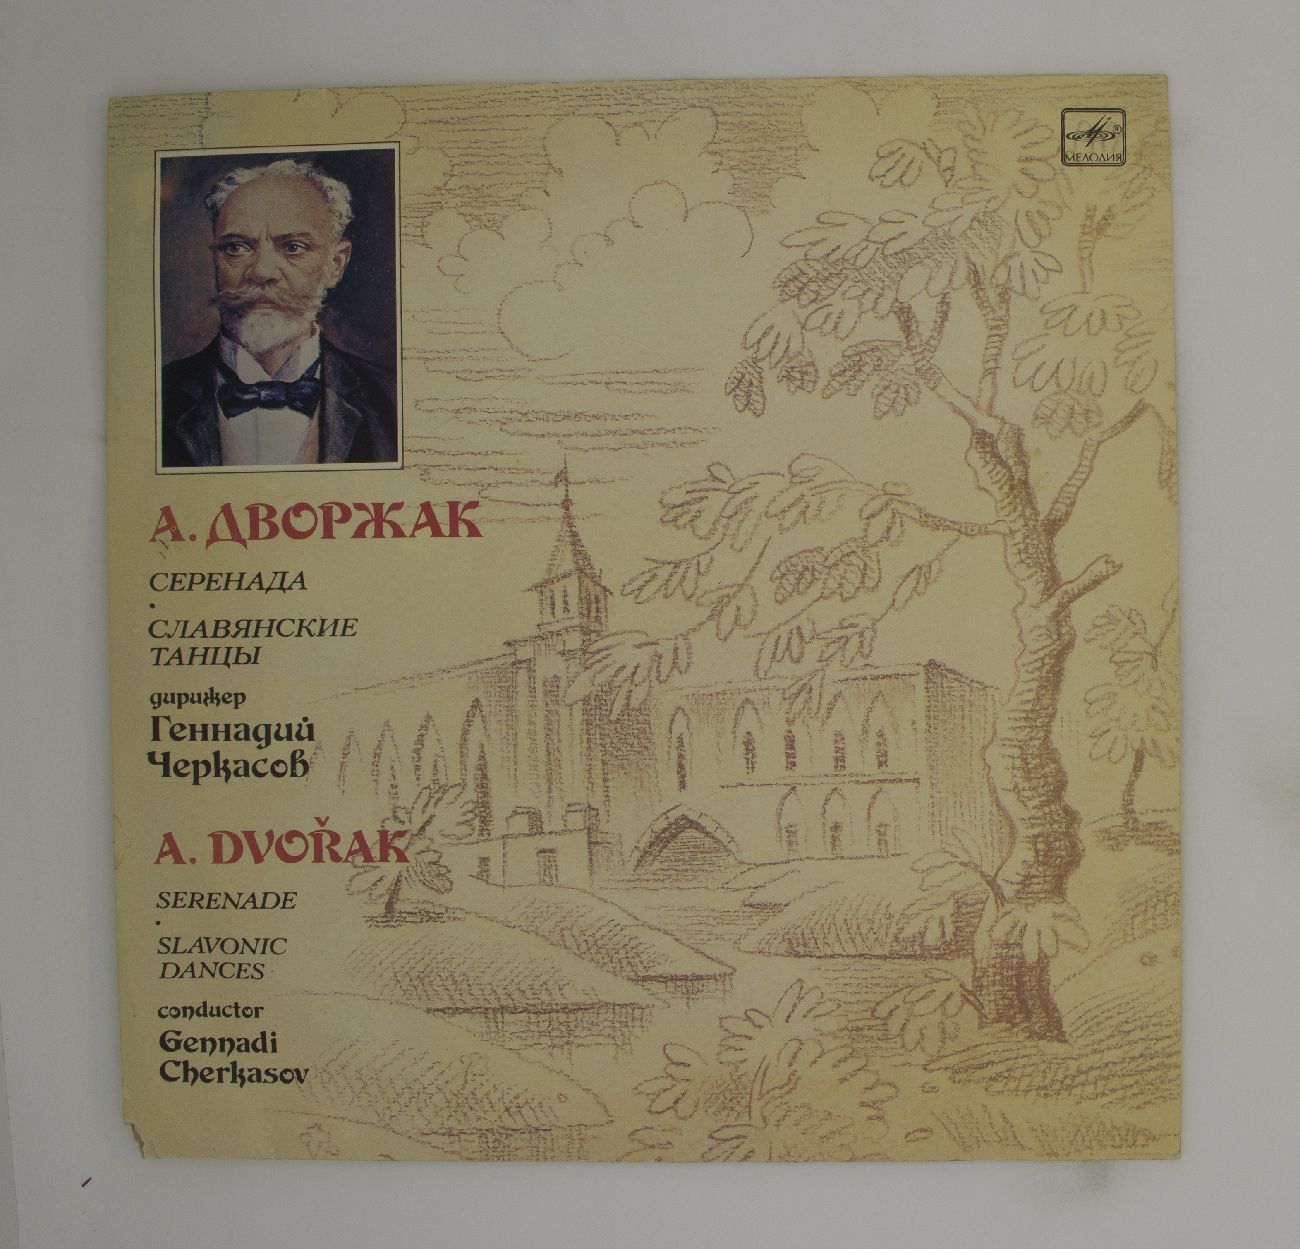 МЕЛОДИЯ
®
А. ДВОРЖАК
СЕРЕНАДА
•
СЛАВЯНСКИЕ
ТАНЦЫ
дирижер
Геннадий
Черкасов
A. DVOŘAK
SERENADE
•
SLAVONIC
DANCES
conductor
Gennadi
Cherkasov